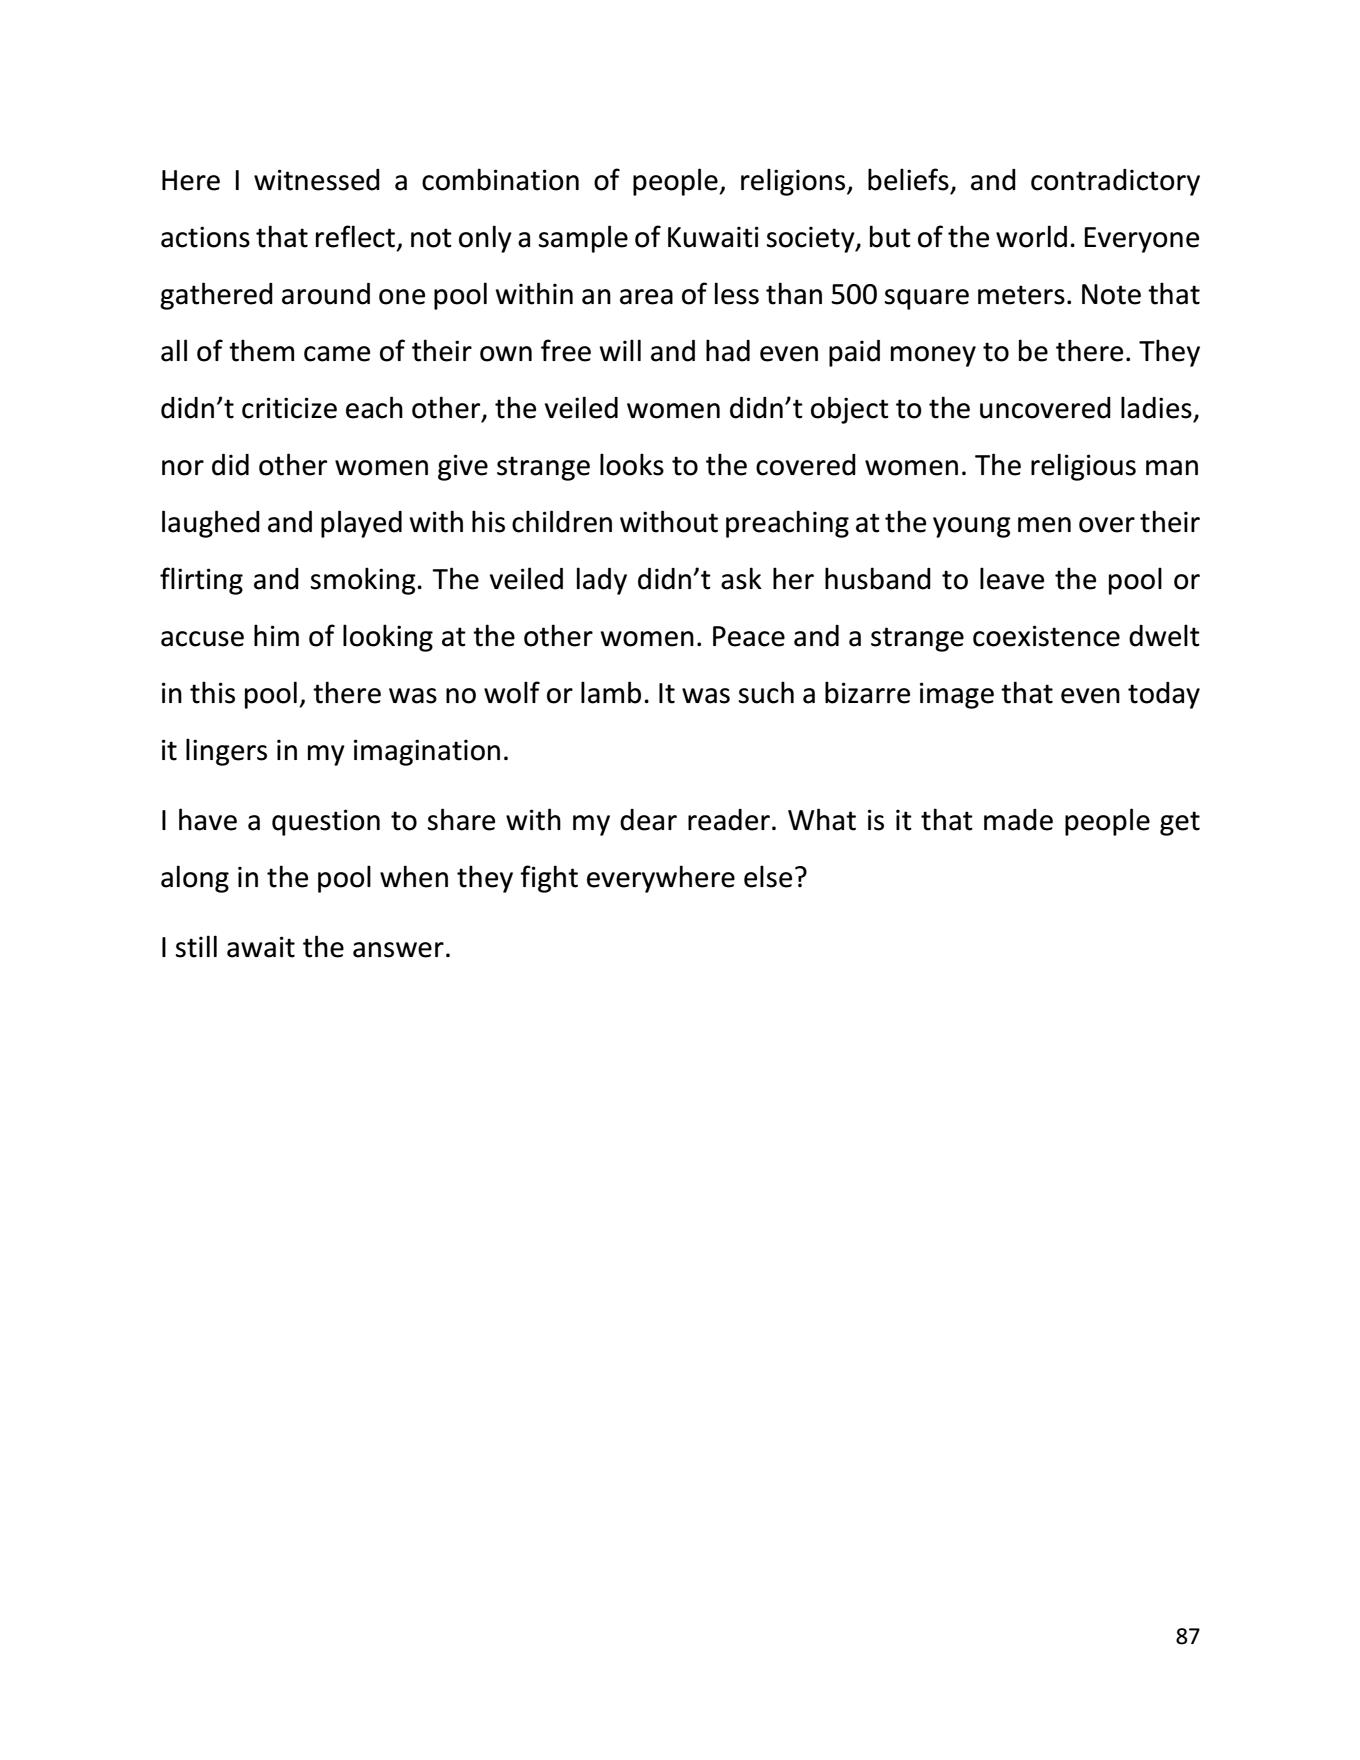 Here I witnessed a combination of people, religions, beliefs, and contradictory
actions that reflect, not only a sample of Kuwaiti society, but of the world. Everyone
gathered around one pool within an area of less than 500 square meters. Note that
all of them came of their own free will and had even paid money to be there. They
didn’t criticize each other, the veiled women didn’t object to the uncovered ladies,
nor did other women give strange looks to the covered women. The religious man
laughed and played with his children without preaching at the young men over their
flirting and smoking. The veiled lady didn’t ask her husband to leave the pool or
accuse him of looking at the other women. Peace and a strange coexistence dwelt
in this pool, there was no wolf or lamb. It was such a bizarre image that even today
it lingers in my imagination.
I have a question to share with my dear reader. What is it that made people get
along in the pool when they fight everywhere else?
I still await the answer.
87